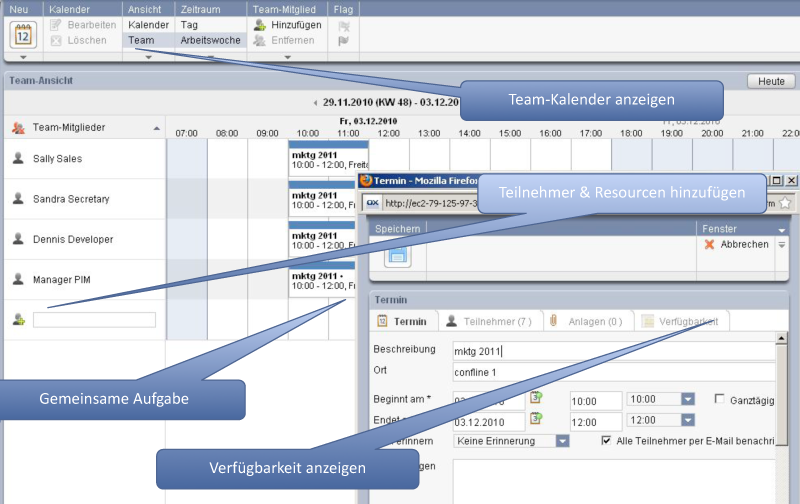 Neu Kalender Ansicht Zeitraum Team-Mitglied Flag
Bearbeiten Kalender Tag Hinzufügen
12 Löschen Team Arbeitswoche Entfernen
Team-Ansicht Heute
29.11.2010 (KW 48) - 03.12.20
Team-Kalender anzeigen
Fr, 03.12.2010
Team-Mitglieder
07:00 08:00 09:00 10:00 11:00 12:00 13:00 14:00 15:00 16:00 17:00 18:00 19:00 20:00 21:00 22:0
Sally Sales
mktg 2011
10:00 - 12:00, Freita
Sandra Secretary
mktg 2011
10:00 - 12:00, Fr
Dennis Developer
mktg 2011
10:00 - 12:00, Fr
Manager PIM
mktg 2011 •
10:00 - 12:00, Fr
Termin - Mozilla Firefox
Teilnehmer & Resourcen hinzufügen
ox http://ec2-79-125-97-3
Speichern Fenster
Abbrechen
Termin
Termin Teilnehmer (7 ) Anlagen (0 ) Verfügbarkeit
Beschreibung mktg 2011
Ort confline 1
Beginnt am * 10:00 10:00 Ganztägig
Endet 03.12.2010 12:00 12:00
erinnern Keine Erinnerung Alle Teilnehmer per E-Mail benachri
Gemeinsame Aufgabe
Verfügbarkeit anzeigen